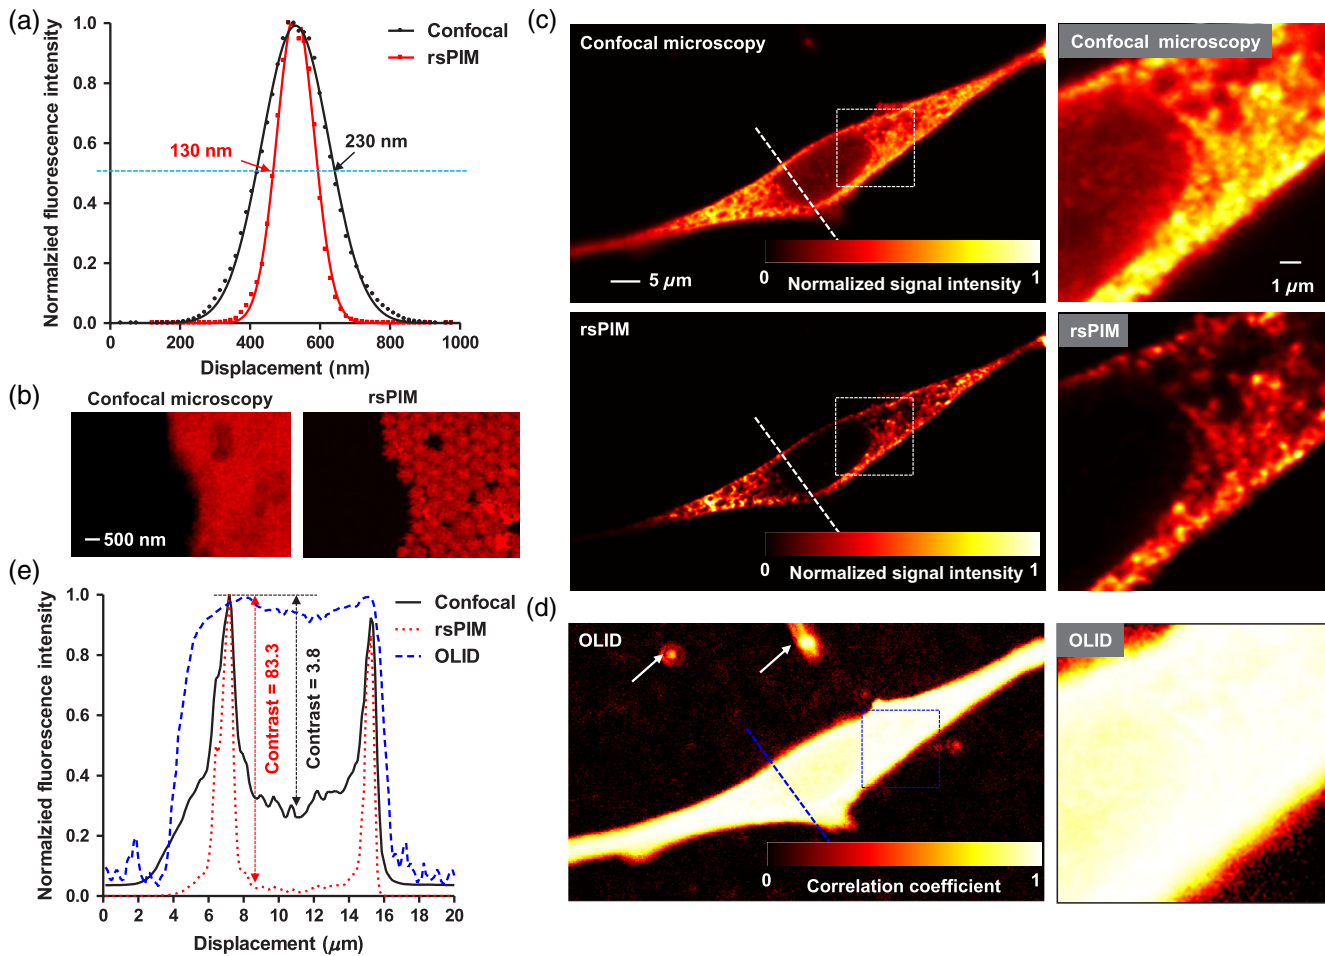 (a)
Normalzied fluorescence intensity
1.0
0.8
0.6
0.4
0.2
0.0
Confocal
rsPIM
130 nm
230 nm
0
200
400
600
800
1000
Displacement (nm)
(b)
Confocal microscopy
rsPIM
500 nm
(c)
Confocal microscopy
5 µm
0
1
Normalized signal intensity
Confocal microscopy
1 µm
rsPIM
0
1
Normalized signal intensity
rsPIM
(d)
OLID
0
1
Correlation coefficient
OLID
(e)
Normalzied fluorescence intensity
1.0
0.8
0.6
0.4
0.2
0.0
Confocal
rsPIM
OLID
Contrast = 83.3
Contrast = 3.8
0
2
4
6
8
10
12
14
16
18
20
Displacement (µm)